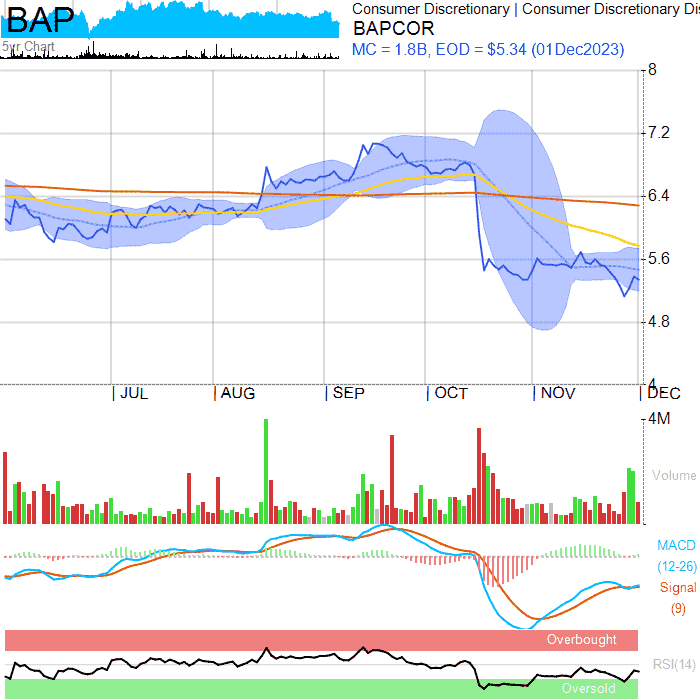 BAP
Consumer Discretionary | Consumer Discretionary Dis
BAPCOR
5yr Chart
MC = 1.8B, EOD = $5.34 (01Dec2023)
8
7.2
6.4
5.6
4.8
4
| JUL | AUG | SEP | OCT | NOV | DEC
4M
Volume
MACD
(12-26)
Signal
(9)
Overbought
RSI(14)
Oversold